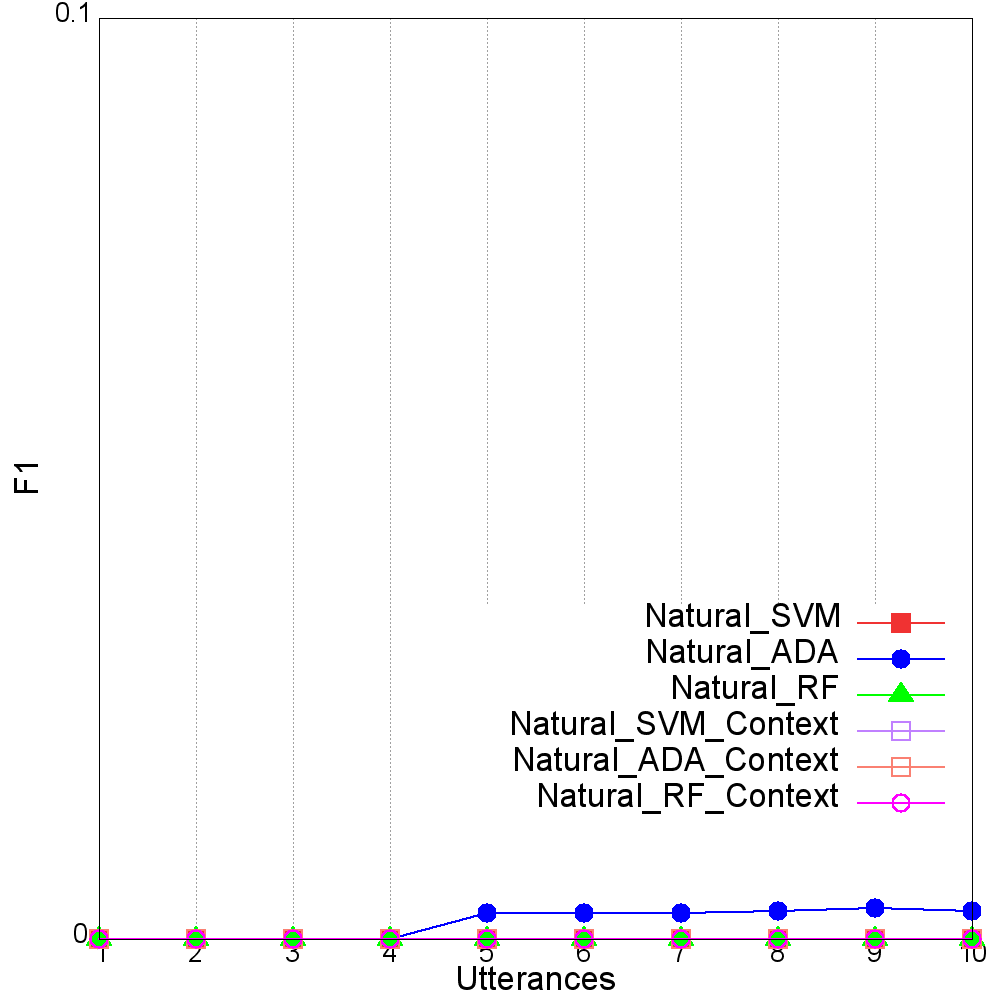 0.1
F1
Natural_SVM
Natural_ADA
Natural_RF
Natural_SVM_Context
Natural_ADA_Context
Natural_RF_Context
0
1 2 3 4 5 6 7 8 9 10
Utterances